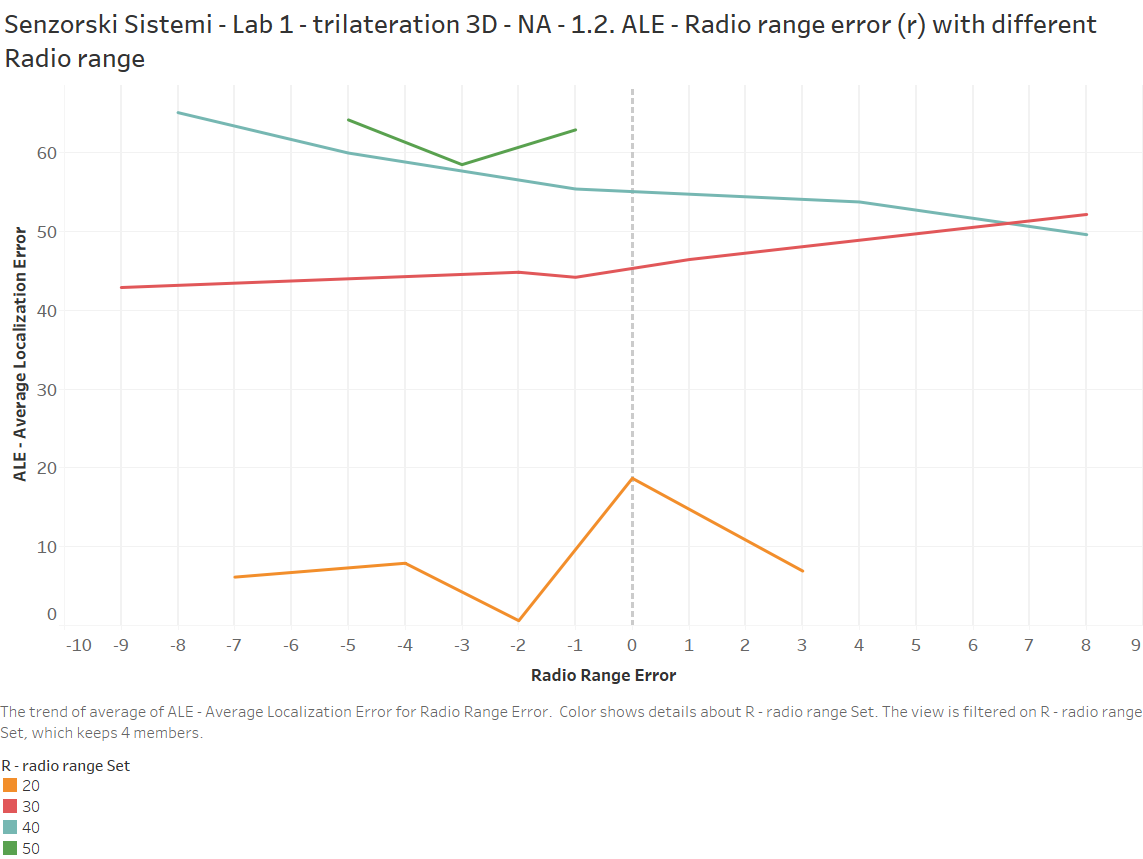 Senzorski Sistemi - Lab 1 - trilateration 3D - NA - 1.2. ALE - Radio range error (r) with different
Radio range
ALE - Average Localization Error
60
50
40
30
20
10
0
-10 -9 -8 -7 -6 -5 -4 -3 -2 -1 0 1 2 3 4 5 6 7 8 9
Radio Range Error
The trend of average of ALE - Average Localization Error for Radio Range Error. Color shows details about R - radio range Set. The view is filtered on R - radio range
Set, which keeps 4 members.
R - radio range Set
20
30
40
50